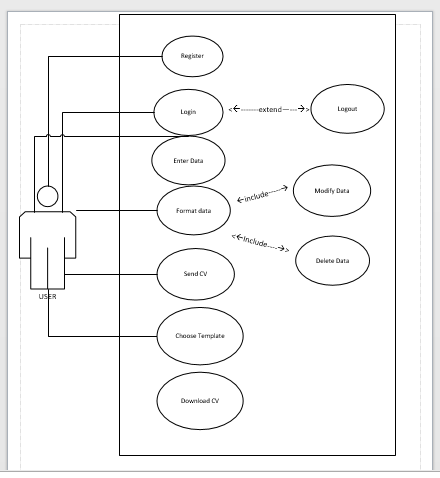 Register
Login
<---extend--->
Logout
Enter Data
Format data
<-include--->
Modify Data
<<-Include---->>
Delete Data
Send CV
USER
Choose Template
Download CV